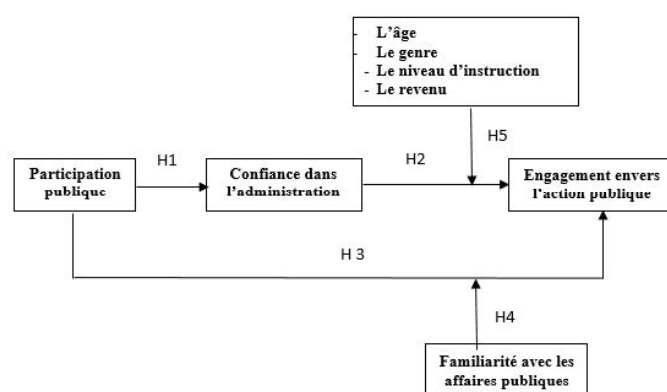 - L'âge
- Le genre
- Le niveau d'instruction
- Le revenu
H5
H1
H2
Participation
publique
Confiance dans
l'administration
Engagement envers
l'action publique
H 3
H4
Familiarité avec les
affaires publiques